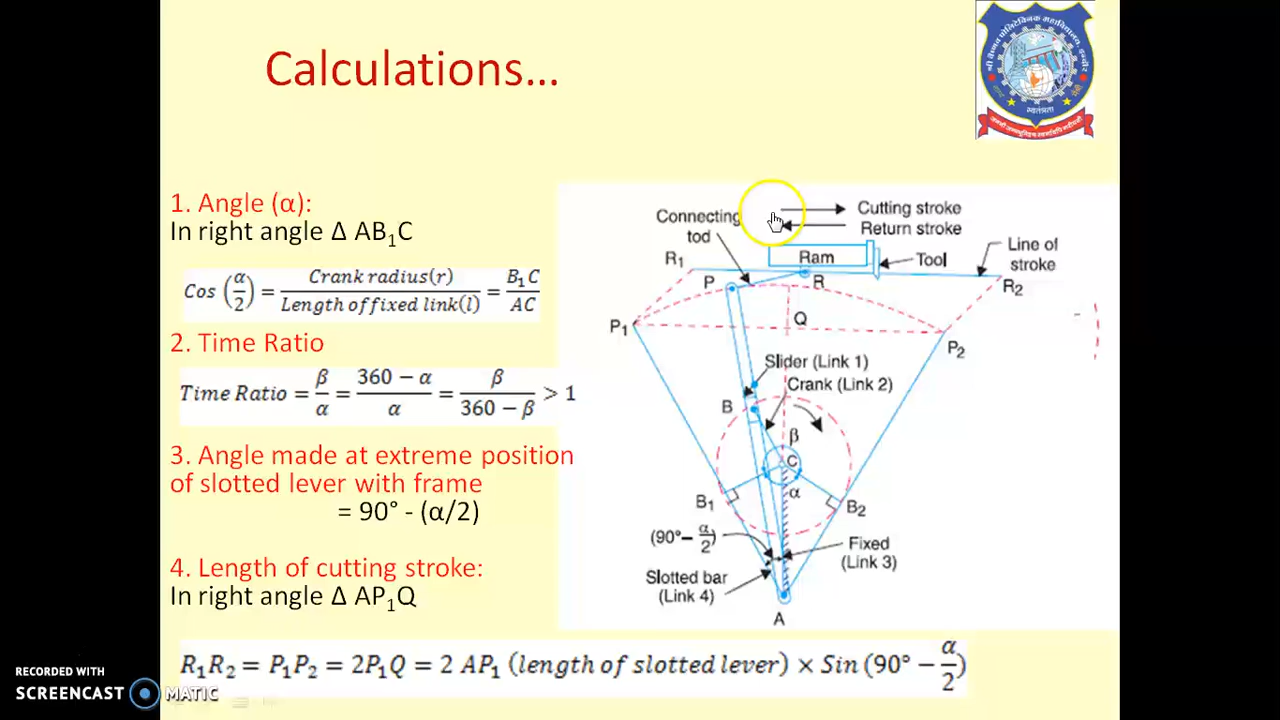 Calculations...
1. Angle (α):
In right angle Δ AB₁C
Cos (α/2) = Crank radius(r) / Length of fixed link(l) = B₁C / AC
2. Time Ratio
Time Ratio = β/α = (360 − α)/α = β/(360 − β) > 1
3. Angle made at extreme position
of slotted lever with frame
= 90° - (α/2)
4. Length of cutting stroke:
In right angle Δ AP₁Q
R₁R₂ = P₁P₂ = 2P₁Q = 2 AP₁ (length of slotted lever) × Sin (90° − α/2)
Connecting
tod
Cutting stroke
Return stroke
Ram
Tool
Line of
stroke
R₁
P
R
R₂
P₁
Q
P₂
Slider (Link 1)
Crank (Link 2)
B
β
C
α
B₁
B₂
(90° − α/2)
Fixed
(Link 3)
Slotted bar
(Link 4)
A
स्वतंत्रता
RECORDED WITH
SCREENCAST MATIC